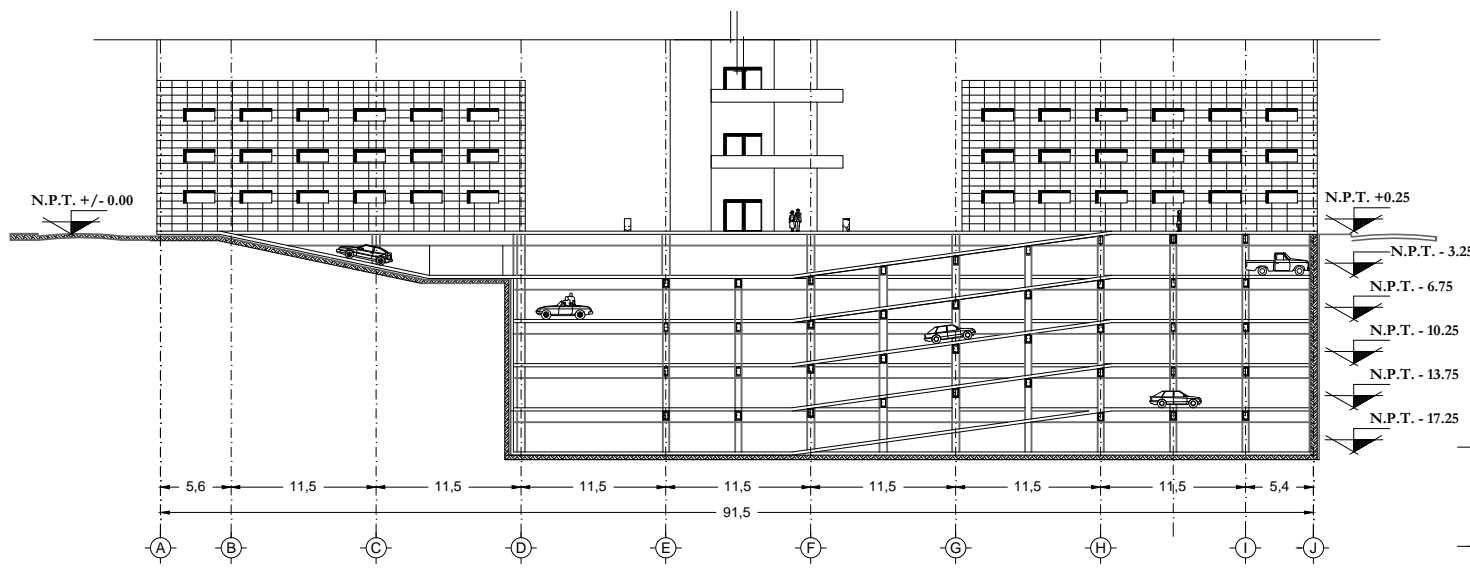 N.P.T. +/- 0.00
N.P.T. +0.25
N.P.T. - 3.25
N.P.T. - 6.75
N.P.T. - 10.25
N.P.T. - 13.75
N.P.T. - 17.25
5,6 11,5 11,5 11,5 11,5 11,5 11,5 11,5 5,4
91,5
A B C D E F G H I J